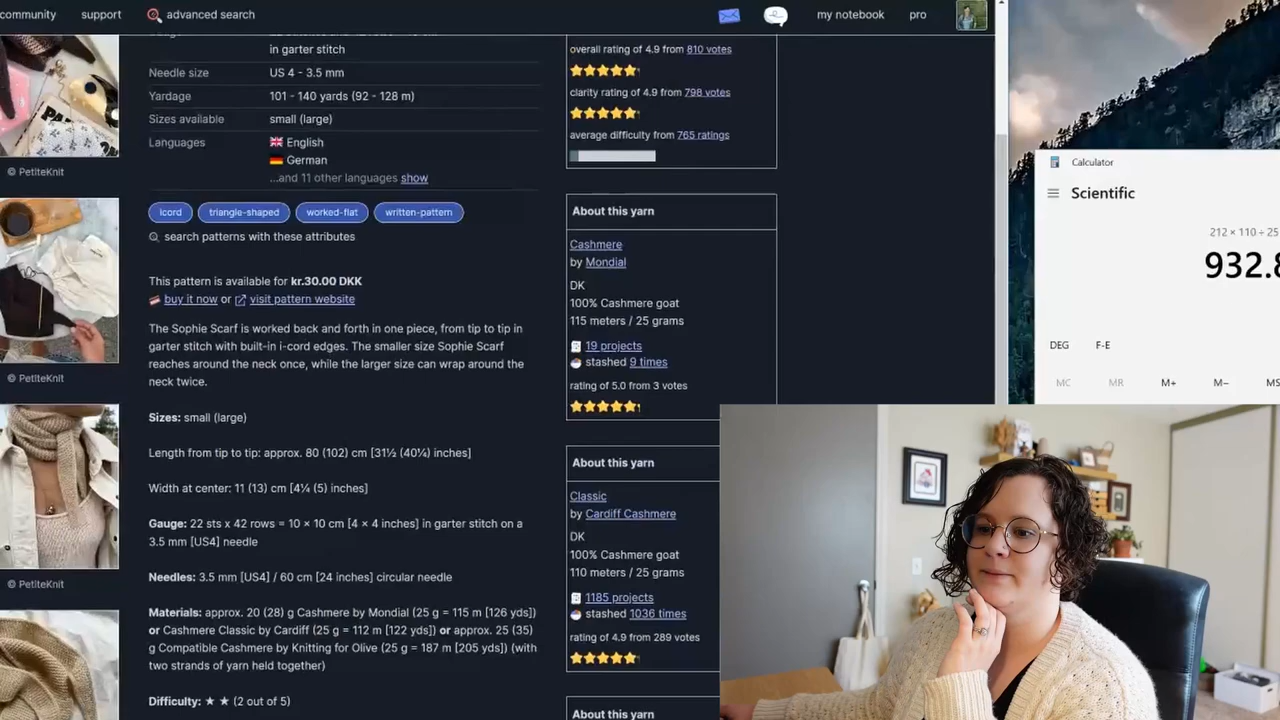 community
support
advanced search
my notebook
pro
in garter stitch
Needle size
US 4 - 3.5 mm
Yardage
101 - 140 yards (92 - 128 m)
Sizes available
small (large)
Languages
English
German
...and 11 other languages show
icord
triangle-shaped
worked-flat
written-pattern
search patterns with these attributes
This pattern is available for kr.30.00 DKK
buy it now or visit pattern website
The Sophie Scarf is worked back and forth in one piece, from tip to tip in
garter stitch with built-in i-cord edges. The smaller size Sophie Scarf
reaches around the neck once, while the larger size can wrap around the
neck twice.
Sizes: small (large)
Length from tip to tip: approx. 80 (102) cm [31½ (40¼) inches]
Width at center: 11 (13) cm [4¼ (5) inches]
Gauge: 22 sts x 42 rows = 10 × 10 cm [4 × 4 inches] in garter stitch on a
3.5 mm [US4] needle
Needles: 3.5 mm [US4] / 60 cm [24 inches] circular needle
Materials: approx. 20 (28) g Cashmere by Mondial (25 g = 115 m [126 yds])
or Cashmere Classic by Cardiff (25 g = 112 m [122 yds]) or approx. 25 (35)
g Compatible Cashmere by Knitting for Olive (25 g = 187 m [205 yds]) (with
two strands of yarn held together)
Difficulty: ★ ★ (2 out of 5)
© PetiteKnit
© PetiteKnit
© PetiteKnit
overall rating of 4.9 from 810 votes
clarity rating of 4.9 from 798 votes
average difficulty from 765 ratings
About this yarn
Cashmere
by Mondial
DK
100% Cashmere goat
115 meters / 25 grams
19 projects
stashed 9 times
rating of 5.0 from 3 votes
About this yarn
Classic
by Cardiff Cashmere
DK
100% Cashmere goat
110 meters / 25 grams
1185 projects
stashed 1036 times
rating of 4.9 from 289 votes
About this yarn
Calculator
Scientific
212 × 110 ÷ 25
932.8
DEG
F-E
MC
MR
M+
M−
MS